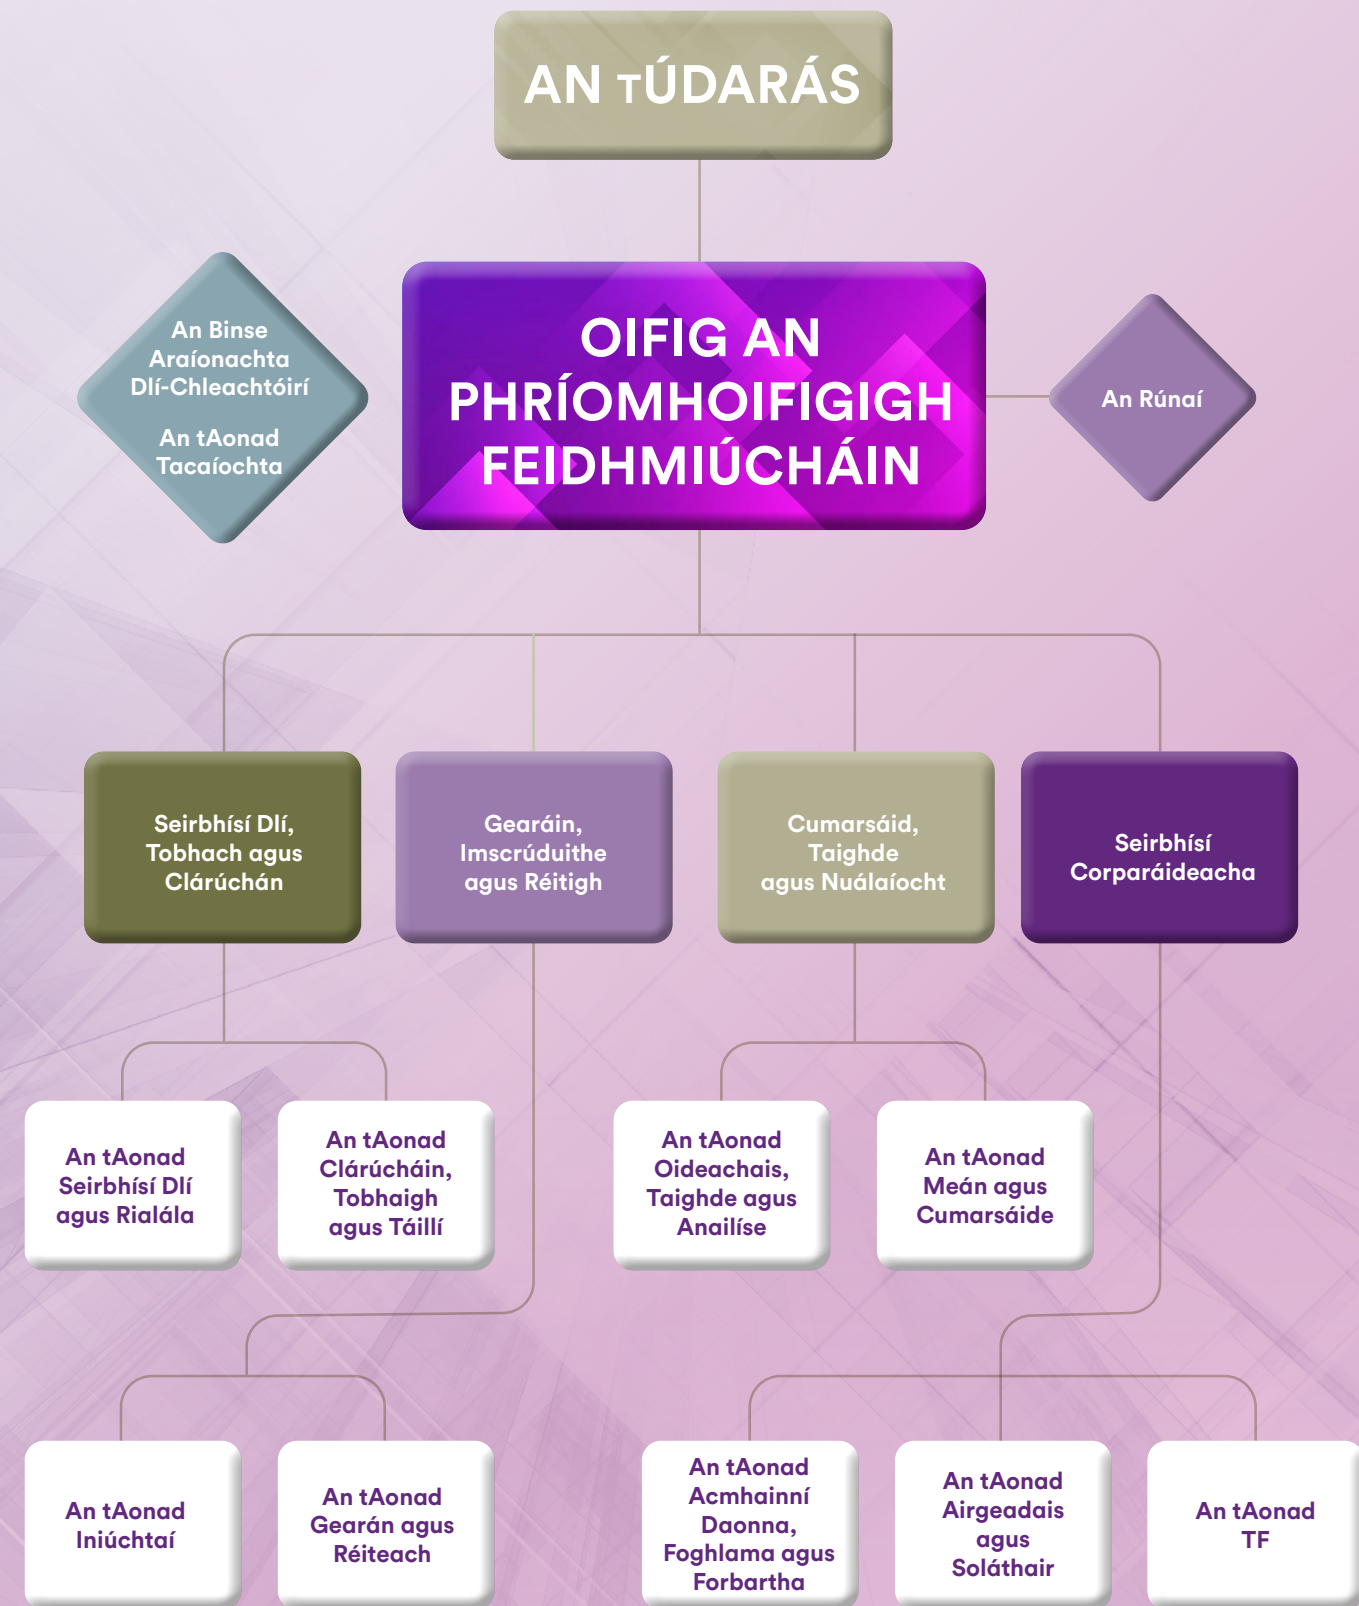 AN TÚDARÁS
An Binse
Araíonachta
Dlí-Chleachtóirí
An tAonad
Tacaíochta
OIFIG AN
PHRÍOMHOIFIGIGH
FEIDHMIÚCHÁIN
An Rúnaí
Seirbhísí Dlí,
Tobhach agus
Clárúchán
Gearáin,
Imscrúduithe
agus Réitigh
Cumarsáid,
Taighde
agus Nuálaíocht
Seirbhísí
Corparáideacha
An tAonad
Seirbhísí Dlí
agus Rialála
An tAonad
Clárúcháin,
Tobhaigh
agus Táillí
An tAonad
Oideachais,
Taighde agus
Anailíse
An tAonad
Meán agus
Cumarsáide
An tAonad
Iniúchtaí
An tAonad
Gearán agus
Réiteach
An tAonad
Acmhainní
Daonna,
Foghlama agus
Forbartha
An tAonad
Airgeadais
agus
Soláthair
An tAonad
TF